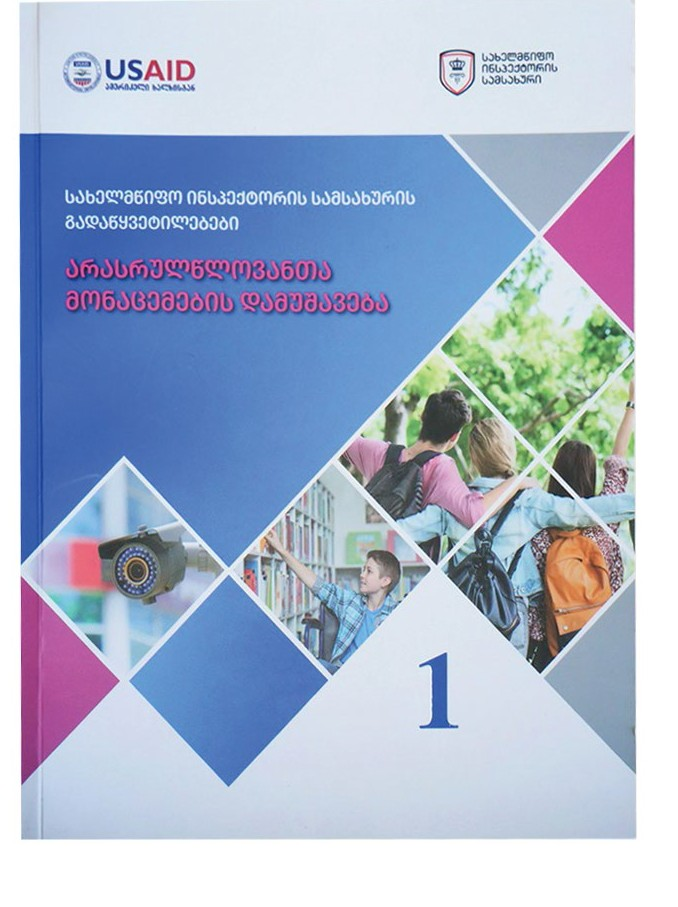 USAID
ამერიკელი ხალხისგან
სახელმწიფო
ინსპექტორის
სამსახური
სახელმწიფო ინსპექტორის სამსახურის
გადაწყვეტილებები
არასრულწლოვანთა
მონაცემების დამუშავება
1